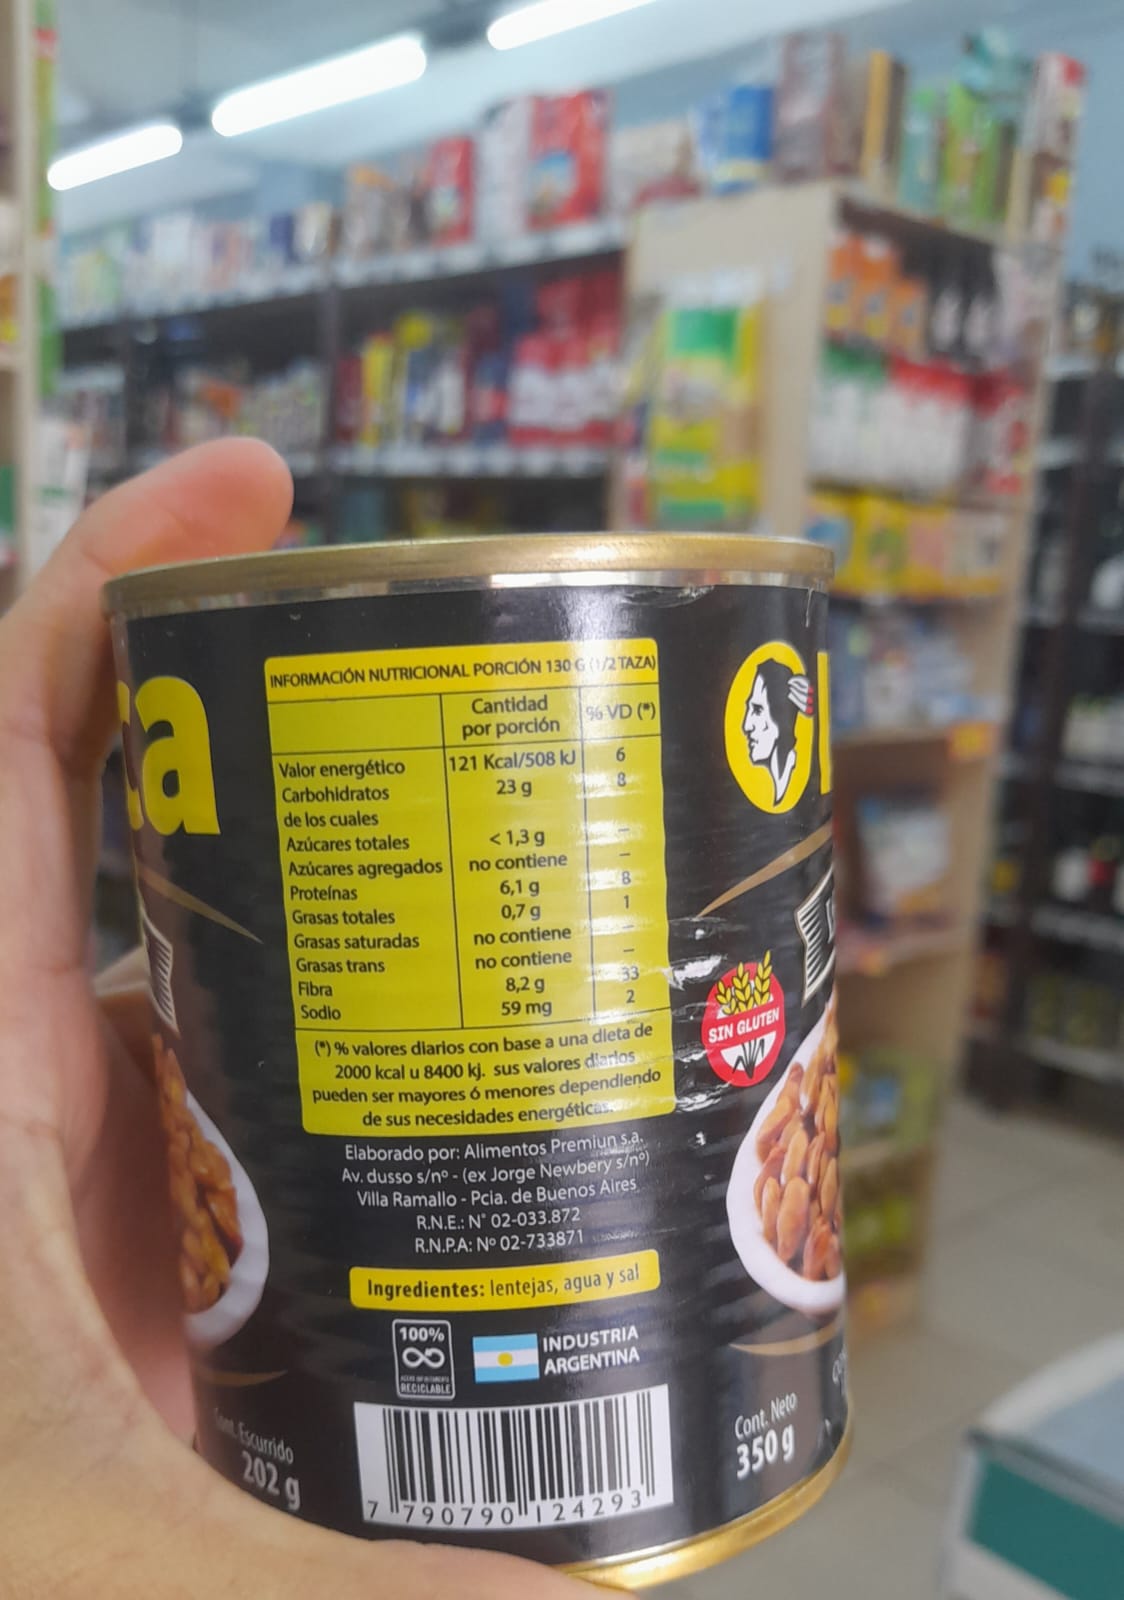 ca
INFORMACIÓN NUTRICIONAL PORCIÓN 130 G (1/2 TAZA)
Cantidad por porción % VD (*)
Valor energético 121 Kcal/508 kJ 6
Carbohidratos 23 g 8
de los cuales
Azúcares totales < 1,3 g –
Azúcares agregados no contiene –
Proteínas 6,1 g 8
Grasas totales 0,7 g 1
Grasas saturadas no contiene –
Grasas trans no contiene –
Fibra 8,2 g 33
Sodio 59 mg 2
(*) % valores diarios con base a una dieta de
2000 kcal u 8400 kj. sus valores diarios
pueden ser mayores ó menores dependiendo
de sus necesidades energéticas.
Elaborado por: Alimentos Premiun s.a.
Av. dusso s/nº - (ex Jorge Newbery s/nº)
Villa Ramallo - Pcia. de Buenos Aires
R.N.E.: N° 02-033.872
R.N.P.A: Nº 02-733871
Ingredientes: lentejas, agua y sal
100%
RECICLABLE
INDUSTRIA
ARGENTINA
7 790790 124293
SIN GLUTEN
Cont. Escurrido
202 g
Cont. Neto
350 g